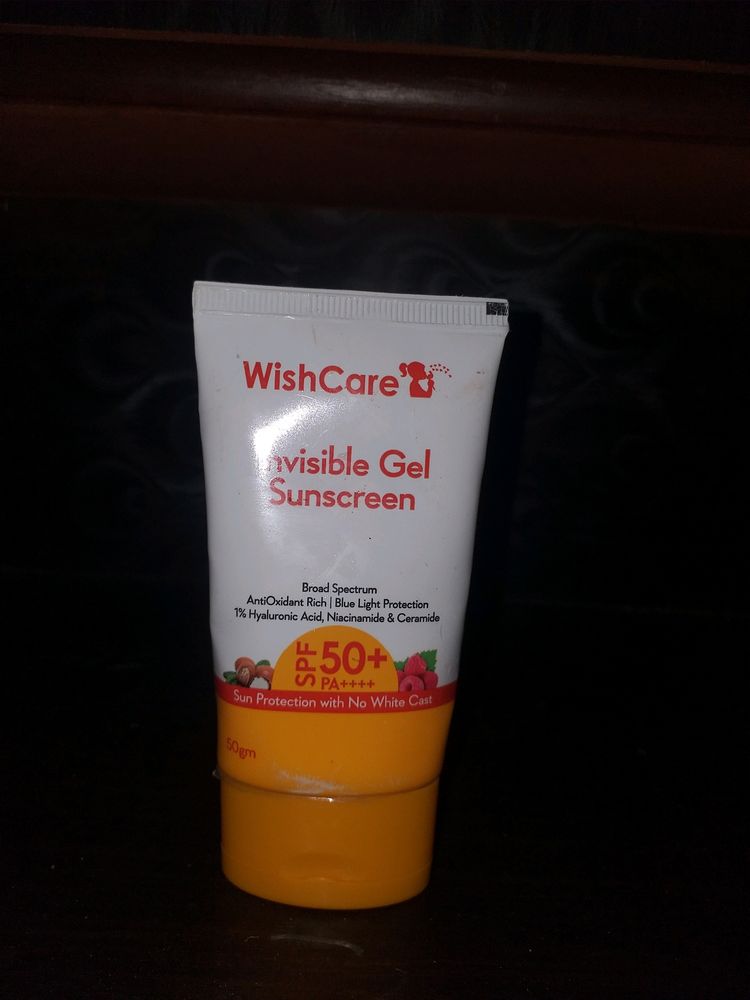 WishCare
Invisible Gel
Sunscreen
Broad Spectrum
AntiOxidant Rich | Blue Light Protection
1% Hyaluronic Acid, Niacinamide & Ceramide
SPF 50+
PA++++
Sun Protection with No White Cast
50gm